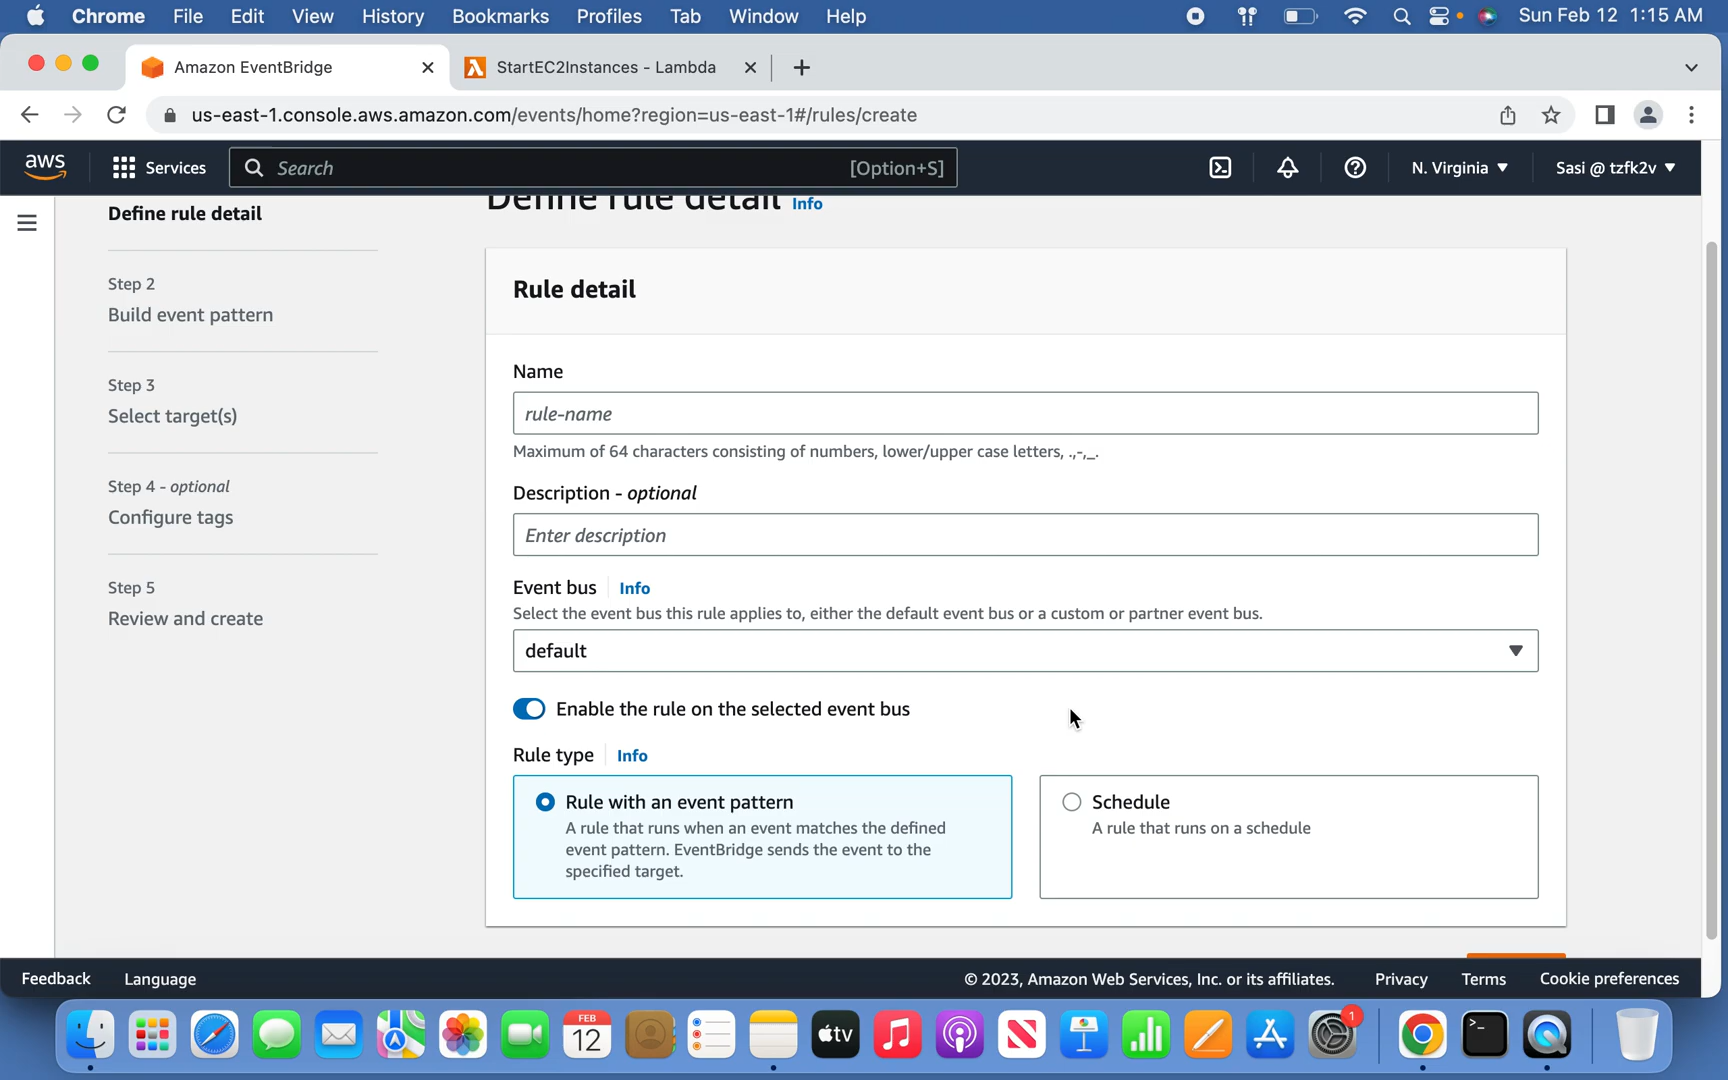 Chrome File Edit View History Bookmarks Profiles Tab Window Help Sun Feb 12 1:15 AM
Amazon EventBridge StartEC2Instances - Lambda
us-east-1.console.aws.amazon.com/events/home?region=us-east-1#/rules/create
aws Services Search [Option+S] N. Virginia Sasi @ tzfk2v
Define rule detail
Define rule detail Info
Step 2
Build event pattern
Step 3
Select target(s)
Step 4 - optional
Configure tags
Step 5
Review and create
Rule detail
Name
rule-name
Maximum of 64 characters consisting of numbers, lower/upper case letters, .,-,_.
Description - optional
Enter description
Event bus Info
Select the event bus this rule applies to, either the default event bus or a custom or partner event bus.
default
Enable the rule on the selected event bus
Rule type Info
Rule with an event pattern
A rule that runs when an event matches the defined
event pattern. EventBridge sends the event to the
specified target.
Schedule
A rule that runs on a schedule
Feedback Language © 2023, Amazon Web Services, Inc. or its affiliates. Privacy Terms Cookie preferences
FEB
12
tv
1